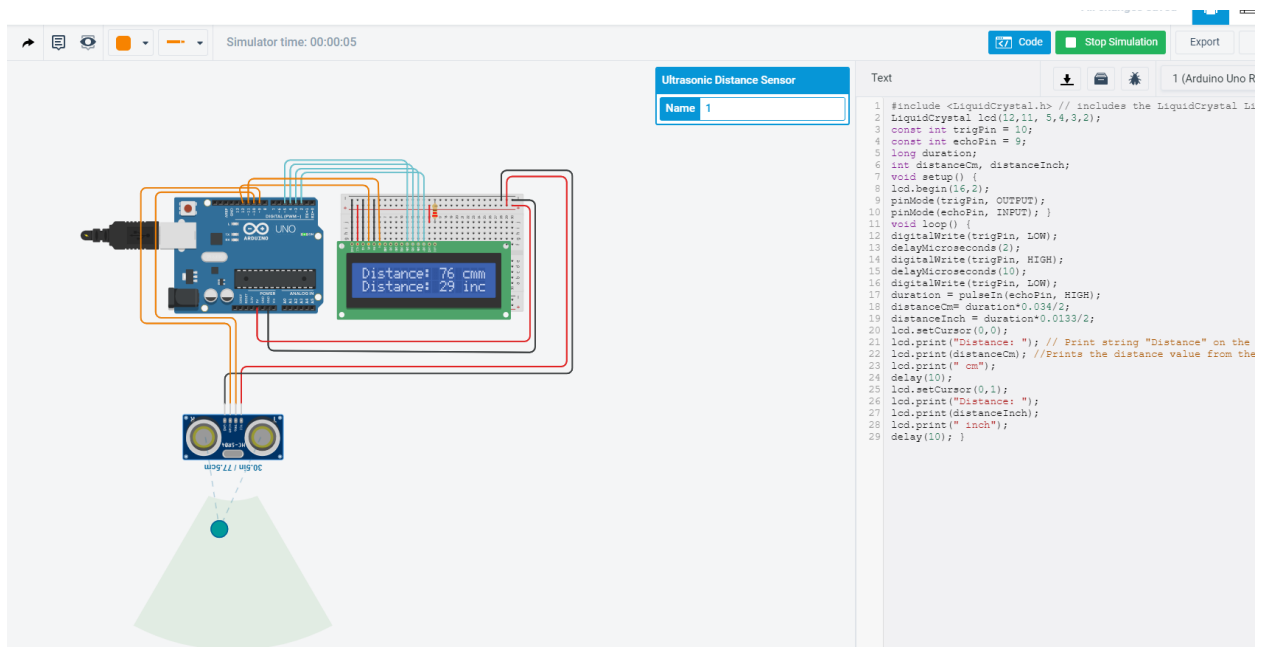 Simulator time: 00:00:05
Code
Stop Simulation
Export
Ultrasonic Distance Sensor
Name 1
Text
1 (Arduino Uno R
1 #include <LiquidCrystal.h> // includes the LiquidCrystal Li
2 LiquidCrystal lcd(12,11, 5,4,3,2);
3 const int trigPin = 10;
4 const int echoPin = 9;
5 long duration;
6 int distanceCm, distanceInch;
7 void setup() {
8 lcd.begin(16,2);
9 pinMode(trigPin, OUTPUT);
10 pinMode(echoPin, INPUT); }
11 void loop() {
12 digitalWrite(trigPin, LOW);
13 delayMicroseconds(2);
14 digitalWrite(trigPin, HIGH);
15 delayMicroseconds(10);
16 digitalWrite(trigPin, LOW);
17 duration = pulseIn(echoPin, HIGH);
18 distanceCm= duration*0.034/2;
19 distanceInch = duration*0.0133/2;
20 lcd.setCursor(0,0);
21 lcd.print("Distance: "); // Print string "Distance" on the
22 lcd.print(distanceCm); //Prints the distance value from the
23 lcd.print(" cm");
24 delay(10);
25 lcd.setCursor(0,1);
26 lcd.print("Distance: ");
27 lcd.print(distanceInch);
28 lcd.print(" inch");
29 delay(10); }
DIGITAL (PWM~)
UNO
ARDUINO
POWER
ANALOG IN
Distance: 76 cmm
Distance: 29 inc
HC-SR04
30.5in / 77.5cm